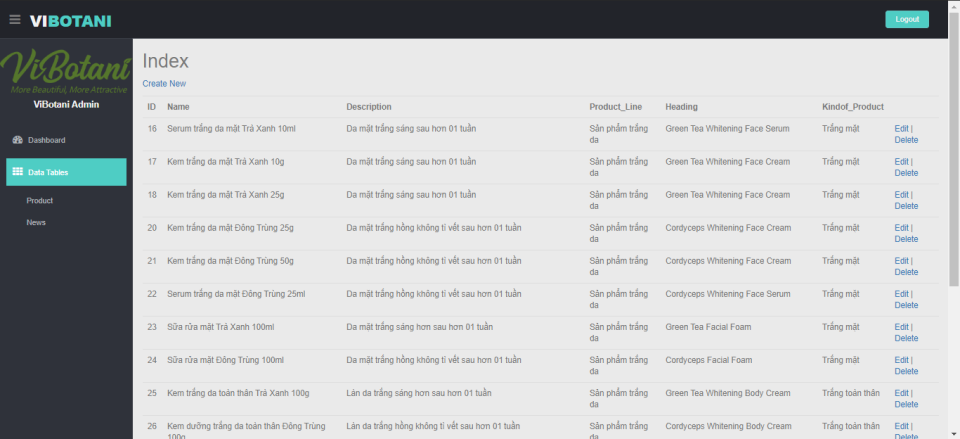 VIBOTANI
Logout
ViBotani
More Beautiful, More Attractive
ViBotani Admin
Dashboard
Data Tables
Product
News
Index
Create New
ID Name Description Product_Line Heading Kindof_Product
16 Serum trắng da mặt Trà Xanh 10ml Da mặt trắng sáng sau hơn 01 tuần Sản phẩm trắng Green Tea Whitening Face Serum Trắng mặt Edit |
da Delete
17 Kem trắng da mặt Trà Xanh 10g Da mặt trắng sáng sau hơn 01 tuần Sản phẩm trắng Green Tea Whitening Face Cream Trắng mặt Edit |
da Delete
18 Kem trắng da mặt Trà Xanh 25g Da mặt trắng sáng sau hơn 01 tuần Sản phẩm trắng Green Tea Whitening Face Cream Trắng mặt Edit |
da Delete
20 Kem trắng da mặt Đông Trùng 25g Da mặt trắng hồng không tì vết sau hơn 01 tuần Sản phẩm trắng Cordyceps Whitening Face Cream Trắng mặt Edit |
da Delete
21 Kem trắng da mặt Đông Trùng 50g Da mặt trắng hồng không tì vết sau hơn 01 tuần Sản phẩm trắng Cordyceps Whitening Face Cream Trắng mặt Edit |
da Delete
22 Serum trắng da mặt Đông Trùng 25ml Da mặt trắng hồng không tì vết sau hơn 01 tuần Sản phẩm trắng Cordyceps Whitening Face Serum Trắng mặt Edit |
da Delete
23 Sữa rửa mặt Trà Xanh 100ml Da mặt trắng sáng hơn sau hơn 01 tuần Sản phẩm trắng Green Tea Facial Foam Trắng mặt Edit |
da Delete
24 Sữa rửa mặt Đông Trùng 100ml Da mặt trắng hồng không tì vết sau hơn 01 tuần Sản phẩm trắng Cordyceps Facial Foam Trắng mặt Edit |
da Delete
25 Kem trắng da toàn thân Trà Xanh 100g Làn da trắng sáng hơn sau hơn 01 tuần Sản phẩm trắng Green Tea Whitening Body Cream Trắng toàn thân Edit |
da Delete
26 Kem dưỡng trắng da toàn thân Đông Trùng Làn da trắng hồng không tì vết sau hơn 01 tuần Sản phẩm trắng Cordyceps Whitening Body Cream Trắng toàn thân Edit |
100g da Delete